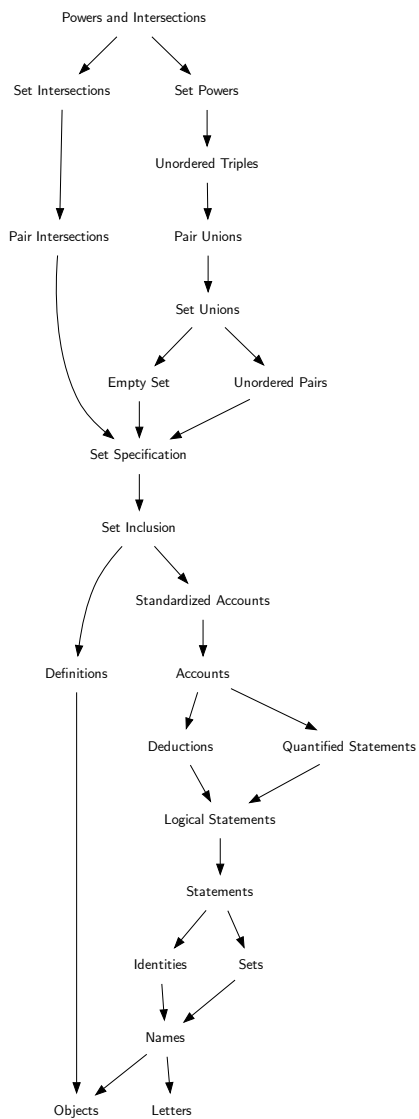 Powers and Intersections
Set Intersections
Set Powers
Unordered Triples
Pair Intersections
Pair Unions
Set Unions
Empty Set
Unordered Pairs
Set Specification
Set Inclusion
Standardized Accounts
Definitions
Accounts
Deductions
Quantified Statements
Logical Statements
Statements
Identities
Sets
Names
Objects
Letters